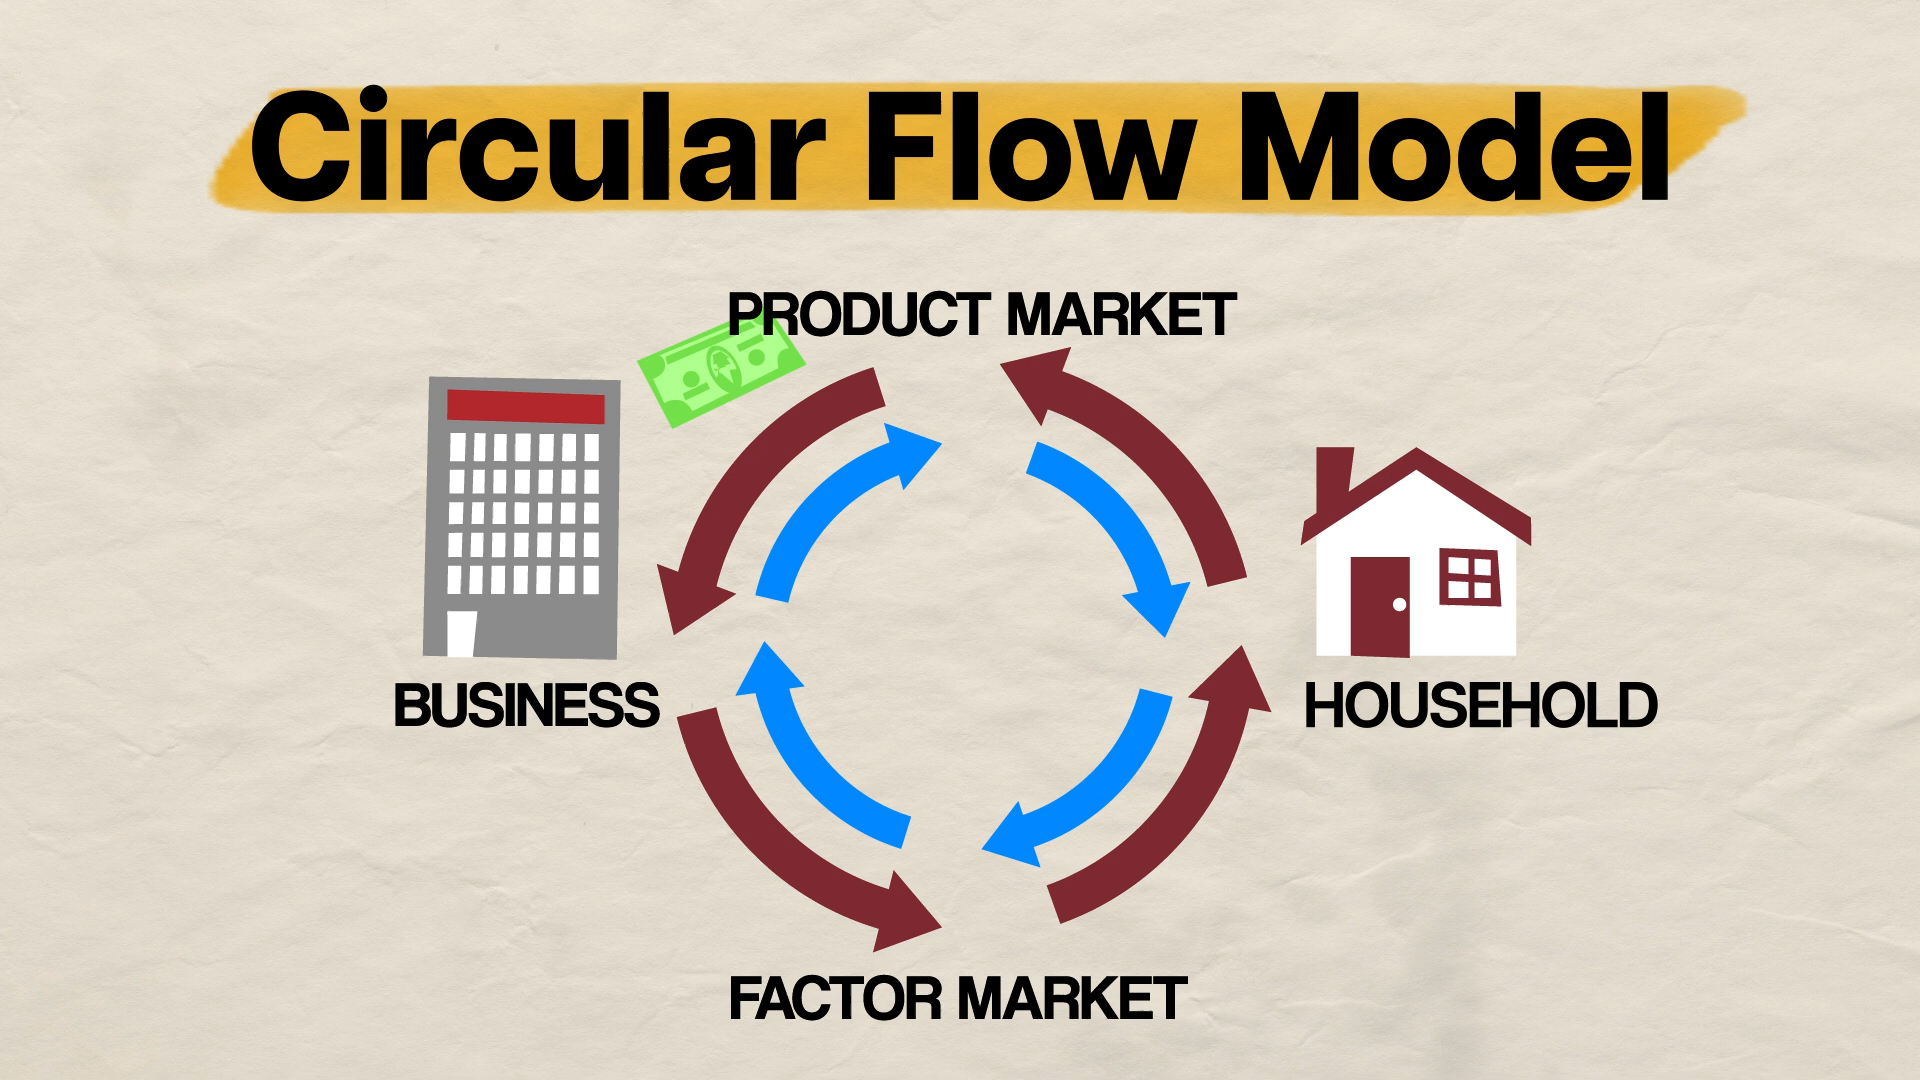 Circular Flow Model
PRODUCT MARKET
BUSINESS
HOUSEHOLD
FACTOR MARKET